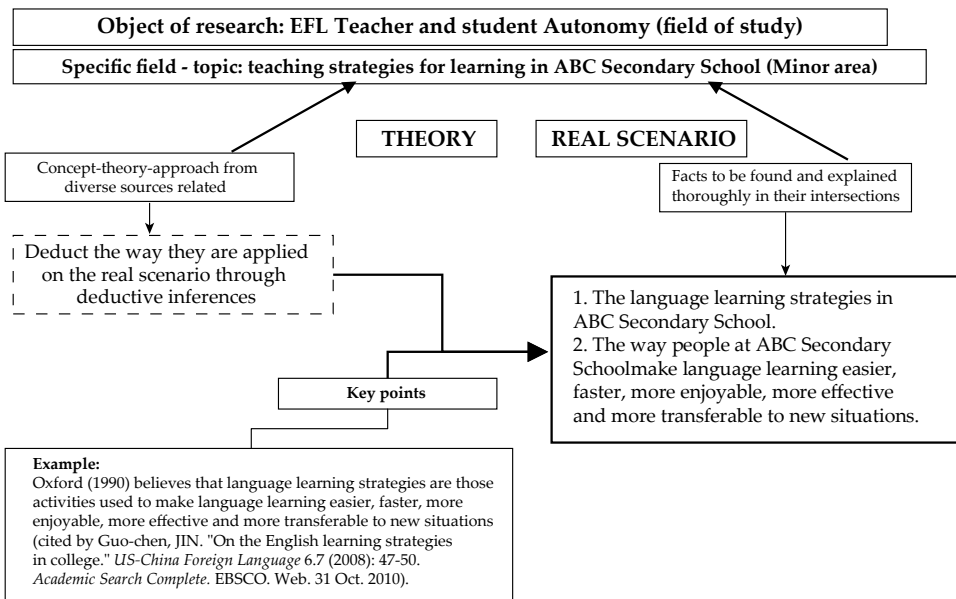 Object of research: EFL Teacher and student Autonomy (field of study)
Specific field - topic: teaching strategies for learning in ABC Secondary School (Minor area)
THEORY
REAL SCENARIO
Concept-theory-approach from
diverse sources related
Facts to be found and explained
thoroughly in their intersections
Deduct the way they are applied
on the real scenario through
deductive inferences
1. The language learning strategies in
ABC Secondary School.
2. The way people at ABC Secondary
Schoolmake language learning easier,
faster, more enjoyable, more effective
and more transferable to new situations.
Key points
Example:
Oxford (1990) believes that language learning strategies are those
activities used to make language learning easier, faster, more
enjoyable, more effective and more transferable to new situations
(cited by Guo-chen, JIN. "On the English learning strategies
in college." US-China Foreign Language 6.7 (2008): 47-50.
Academic Search Complete. EBSCO. Web. 31 Oct. 2010).